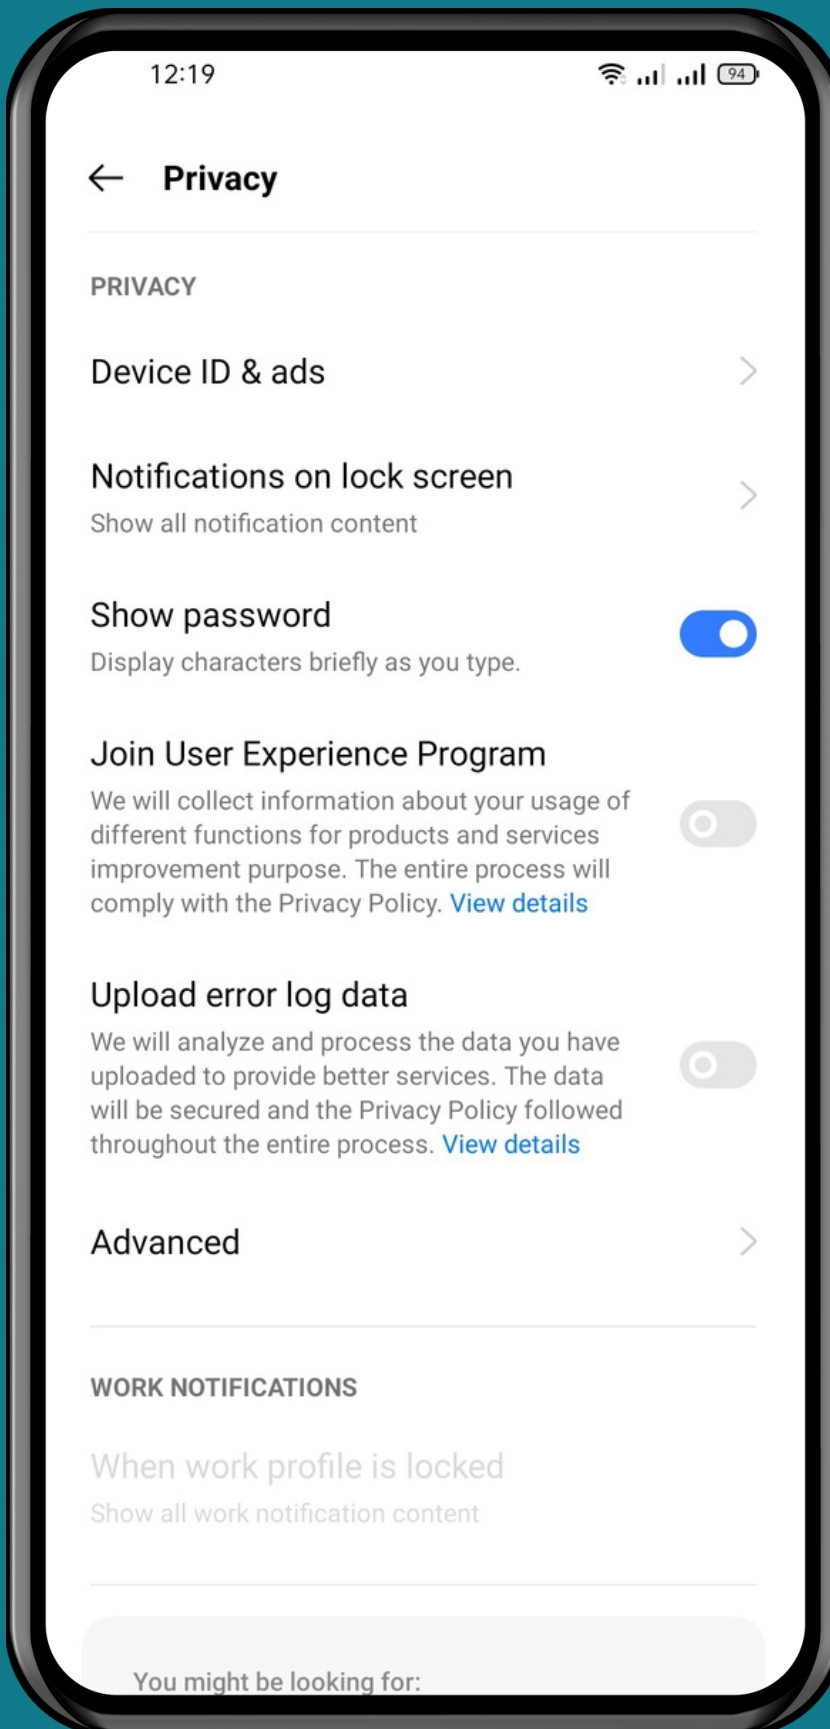 12:19
94
Privacy
PRIVACY
Device ID & ads
Notifications on lock screen
Show all notification content
Show password
Display characters briefly as you type.
Join User Experience Program
We will collect information about your usage of
different functions for products and services
improvement purpose. The entire process will
comply with the Privacy Policy. View details
Upload error log data
We will analyze and process the data you have
uploaded to provide better services. The data
will be secured and the Privacy Policy followed
throughout the entire process. View details
Advanced
WORK NOTIFICATIONS
When work profile is locked
Show all work notification content
You might be looking for: